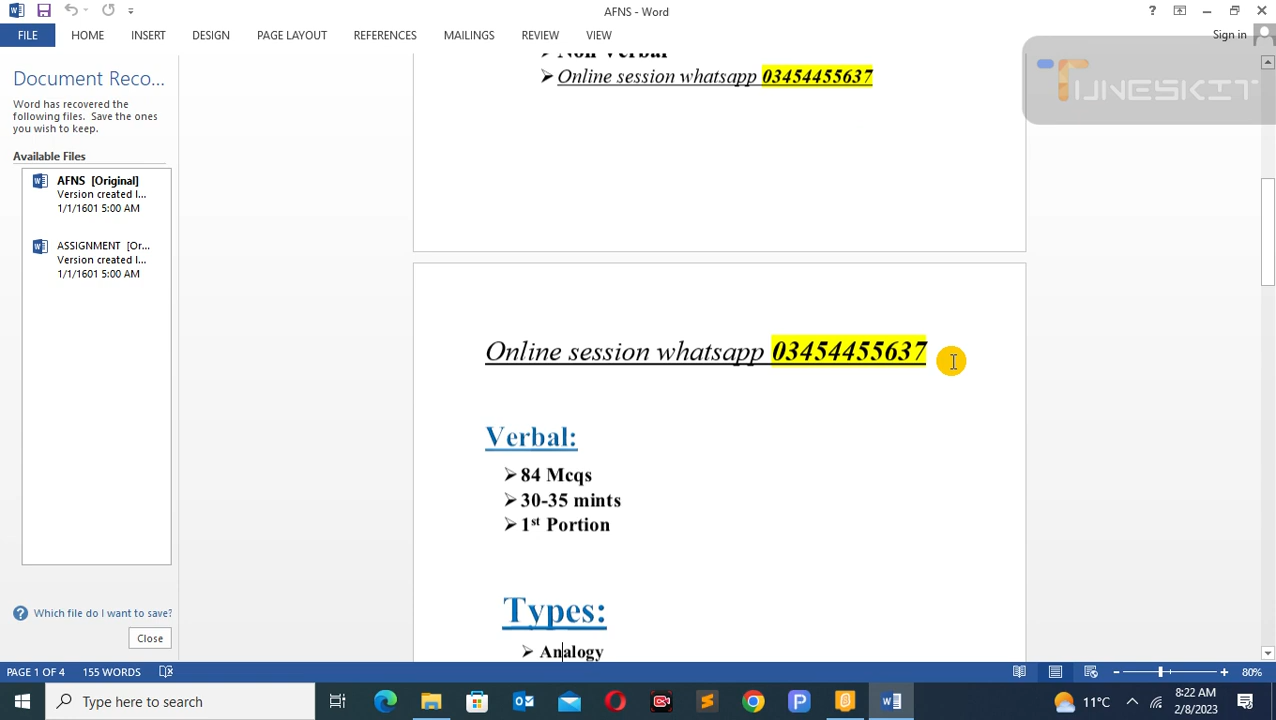 AFNS - Word
FILE HOME INSERT DESIGN PAGE LAYOUT REFERENCES MAILINGS REVIEW VIEW Sign in
TUNESKIT
Document Reco...
Word has recovered the
following files. Save the ones
you wish to keep.
Available Files
AFNS [Original]
Version created l...
1/1/1601 5:00 AM
ASSIGNMENT [Or...
Version created l...
1/1/1601 5:00 AM
Which file do I want to save?
Close
Non Verbal
Online session whatsapp 03454455637
Online session whatsapp 03454455637
Verbal:
84 Mcqs
30-35 mints
1st Portion
Types:
Analogy
PAGE 1 OF 4 155 WORDS 80%
Type here to search
11°C
8:22 AM
2/8/2023